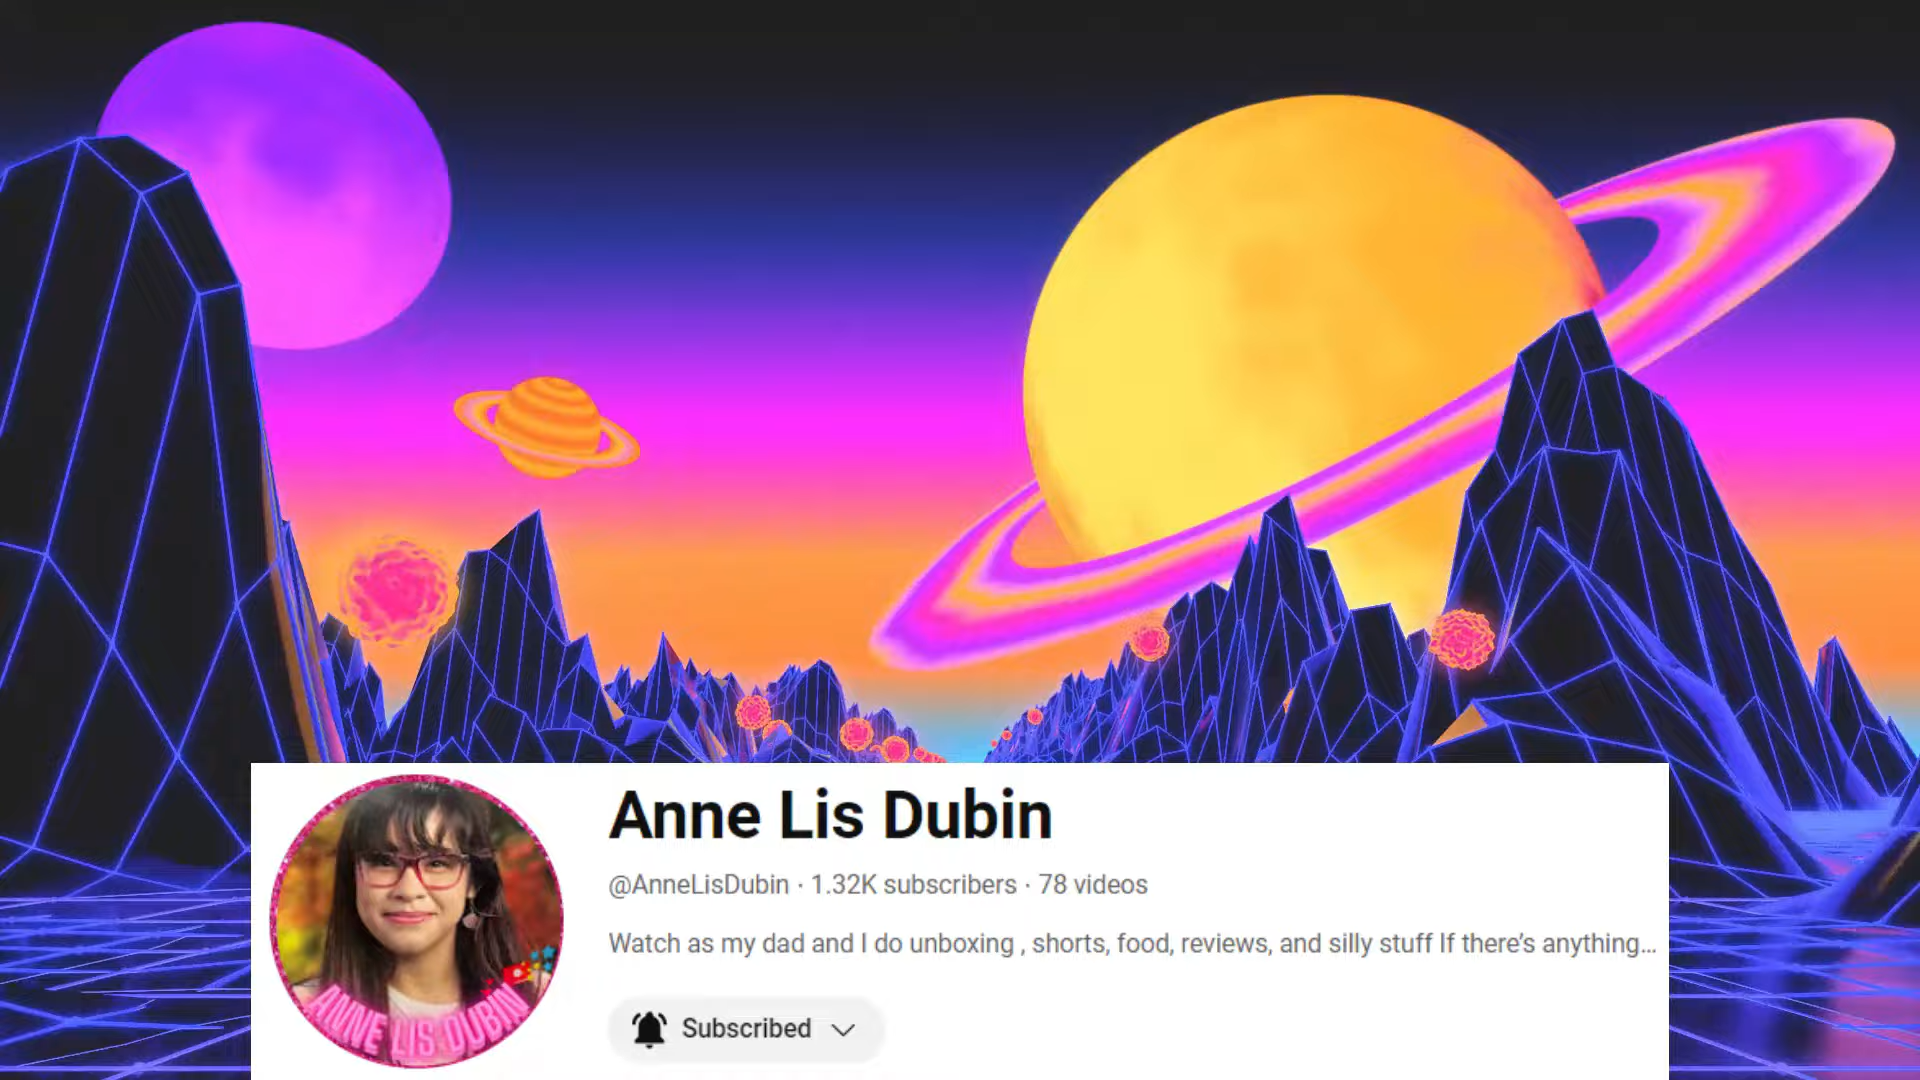 Anne Lis Dubin
@AnneLisDubin · 1.32K subscribers · 78 videos
Watch as my dad and I do unboxing , shorts, food, reviews, and silly stuff If there’s anything...
ANNE LIS DUBIN
Subscribed